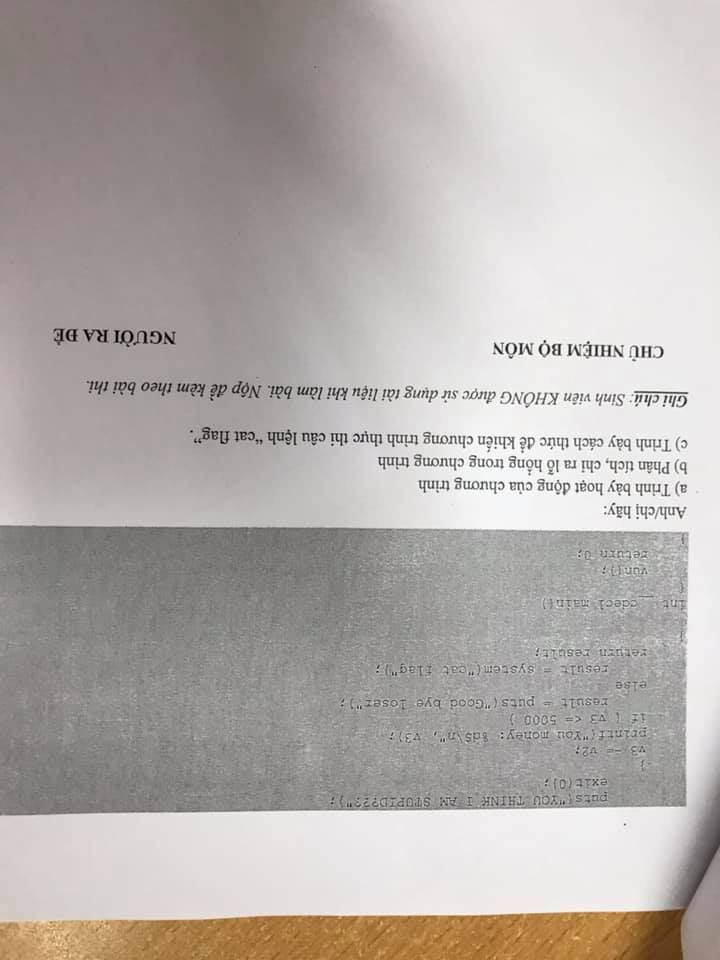 puts("YOU THINK I AM STUPID???");
exit(0);
}
v3 -= v2;
printf("You money: %d$\n", v3);
if ( v3 <= 5000 )
result = puts("Good bye loser");
else
result = system("cat flag");
return result;
}
int __cdecl main()
{
vun();
return 0;
}
Anh/chị hãy:
a) Trình bày hoạt động của chương trình
b) Phân tích, chỉ ra lỗ hổng trong chương trình
c) Trình bày cách thức để khiến chương trình thực thi câu lệnh “cat flag”.
Ghi chú: Sinh viên KHÔNG được sử dụng tài liệu khi làm bài. Nộp đề kèm theo bài thi.
CHỦ NHIỆM BỘ MÔN
NGƯỜI RA ĐỀ